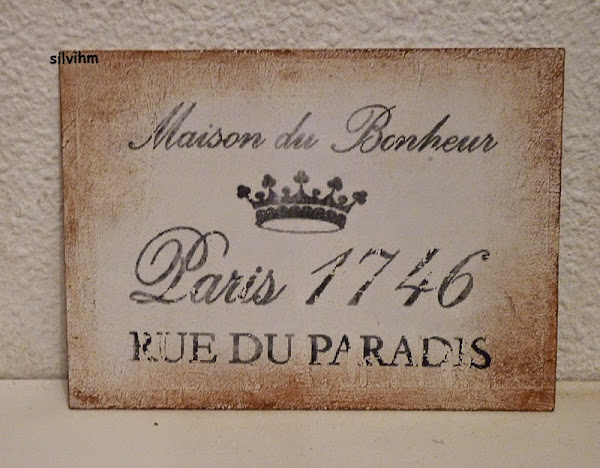 silvihm
Maison du Bonheur
Paris 1746
RUE DU PARADIS